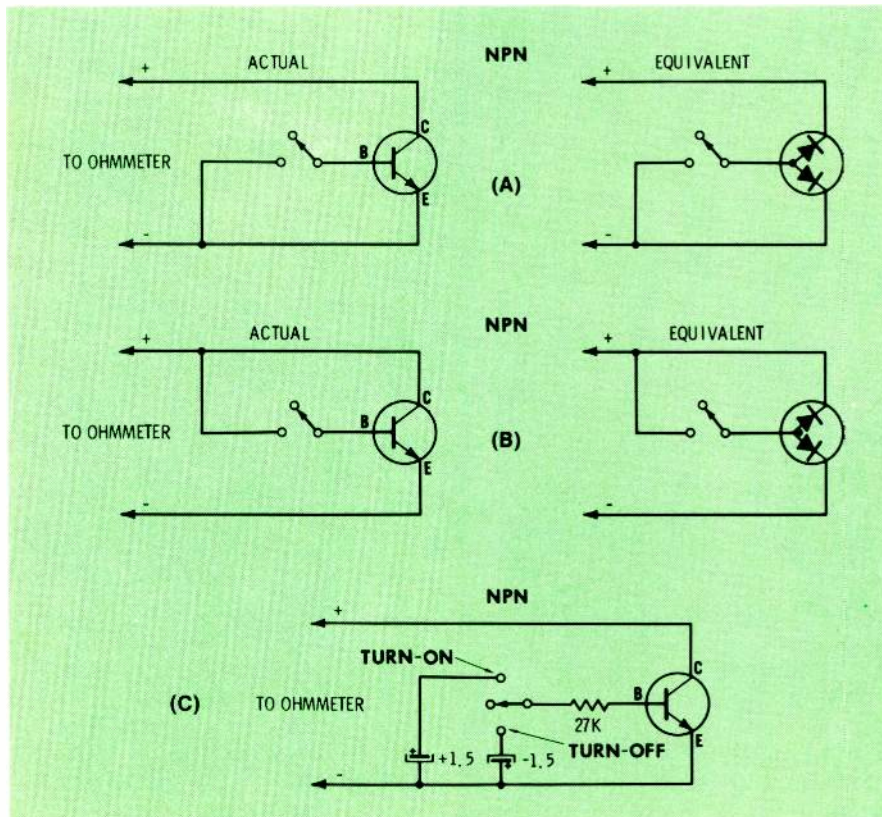 NPN
ACTUAL
EQUIVALENT
+
+
C
B
TO OHMMETER
(A)
E
-
-
NPN
ACTUAL
EQUIVALENT
+
+
C
B
TO OHMMETER
(B)
E
-
-
NPN
+
TURN-ON
C
B
(C)
TO OHMMETER
27K
E
TURN-OFF
+
+1.5
+
-1.5
-